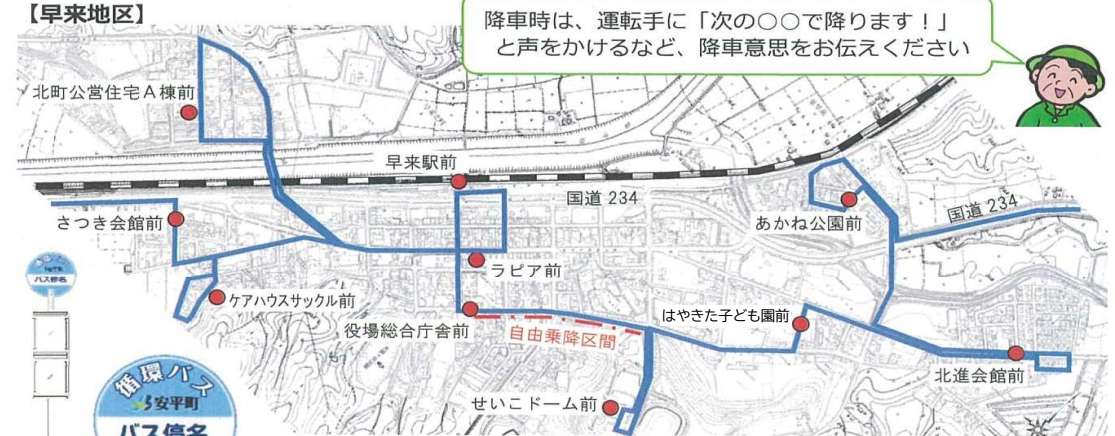 【早来地区】
降車時は、運転手に「次の○○で降ります！」
と声をかけるなど、降車意思をお伝えください
北町公営住宅A棟前
早来駅前
国道 234
さつき会館前
あかね公園前
国道 234
ラピア前
ケアハウスサックル前
バス停名
役場総合庁舎前
自由乗降区間
はやきた子ども園前
北進会館前
せいこドーム前
循環バス
安平町
バス停名